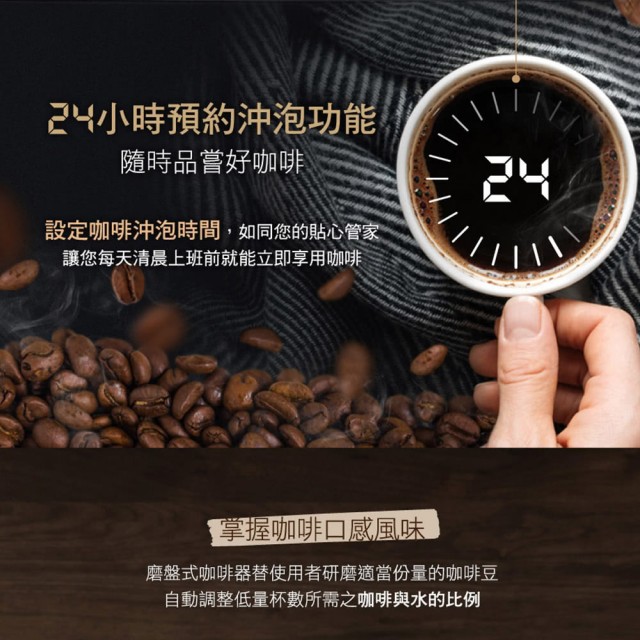 24小時預約沖泡功能
隨時品嘗好咖啡
設定咖啡沖泡時間，如同您的貼心管家
讓您每天清晨上班前就能立即享用咖啡
24
掌握咖啡口感風味
磨盤式咖啡器替使用者研磨適當份量的咖啡豆
自動調整低量杯數所需之咖啡與水的比例